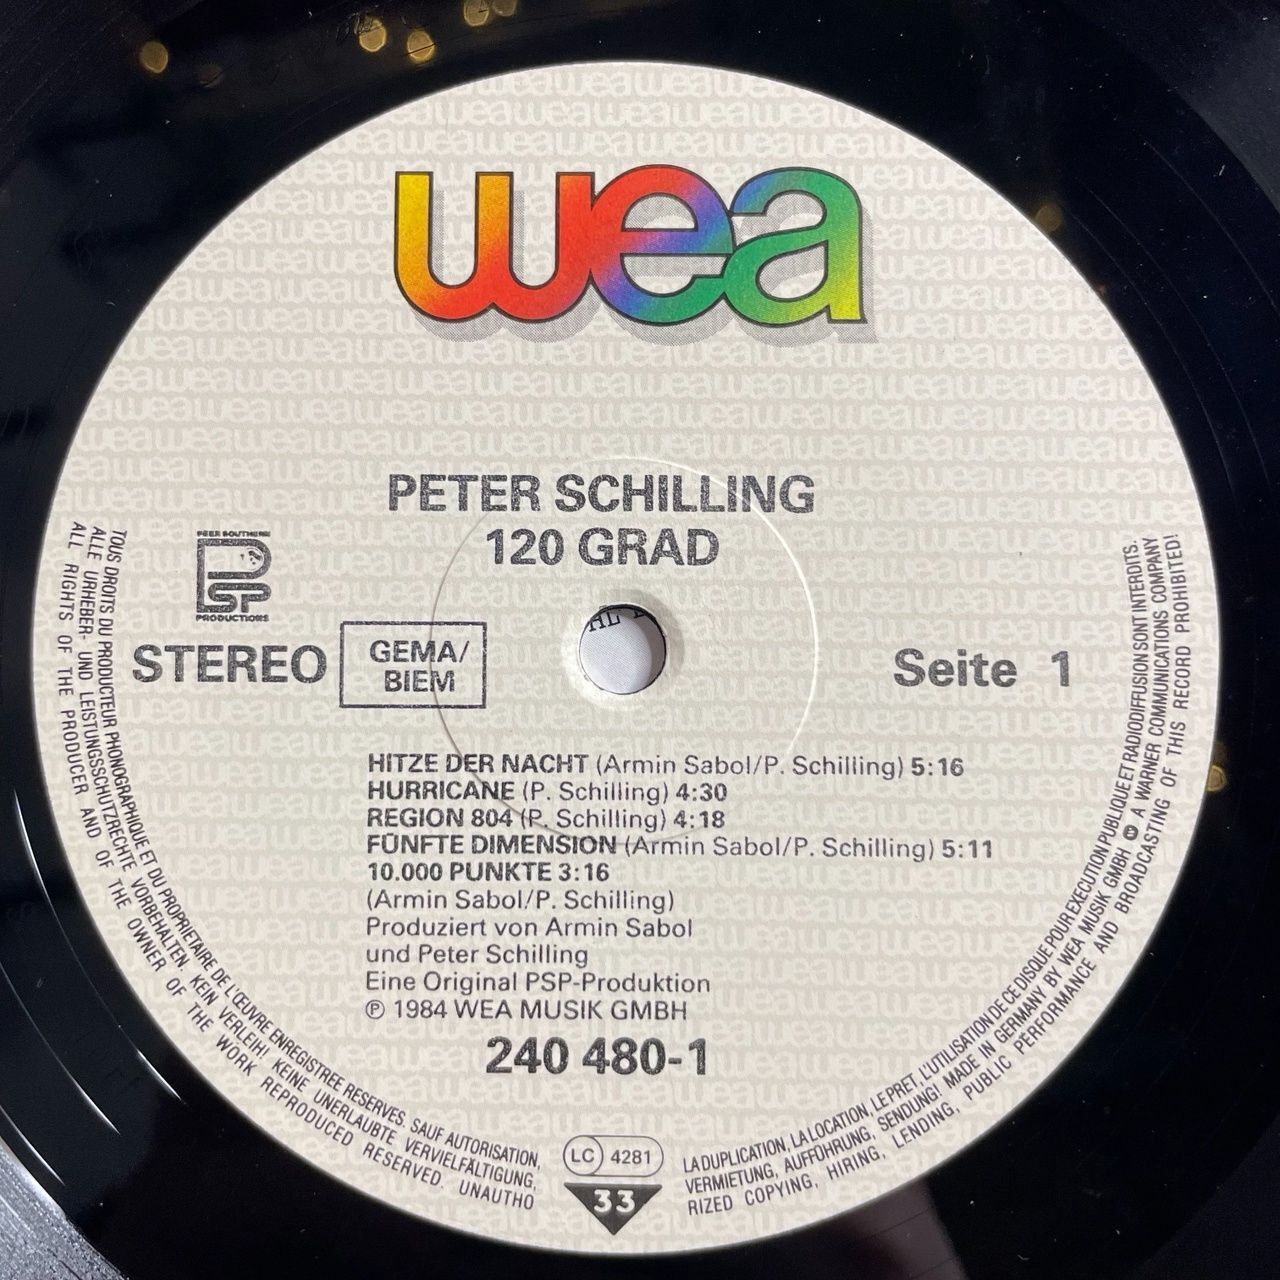 wea
PETER SCHILLING
120 GRAD
PEER SOUTHERN
PSP
PRODUCTIONS
STEREO
GEMA/
BIEM
Seite 1
HITZE DER NACHT (Armin Sabol/P. Schilling) 5:16
HURRICANE (P. Schilling) 4:30
REGION 804 (P. Schilling) 4:18
FÜNFTE DIMENSION (Armin Sabol/P. Schilling) 5:11
10.000 PUNKTE 3:16
(Armin Sabol/P. Schilling)
Produziert von Armin Sabol
und Peter Schilling
Eine Original PSP-Produktion
℗ 1984 WEA MUSIK GMBH
240 480-1
LC 4281
33
TOUS DROITS DU PRODUCTEUR PHONOGRAPHIQUE ET DU PROPRIETAIRE DE L'ŒUVRE ENREGISTREE RESERVES. SAUF AUTORISATION, LA DUPLICATION, LA LOCATION, LE PRET, L'UTILISATION DE CE DISQUE POUR EXECUTION PUBLIQUE ET RADIODIFFUSION SONT INTERDITS.
ALLE URHEBER- UND LEISTUNGSSCHUTZRECHTE VORBEHALTEN. KEIN VERLEIH! KEINE UNERLAUBTE VERVIELFÄLTIGUNG, VERMIETUNG, AUFFÜHRUNG, SENDUNG! MADE IN GERMANY BY WEA MUSIK GMBH A WARNER COMMUNICATIONS COMPANY
ALL RIGHTS OF THE PRODUCER AND OF THE OWNER OF THE WORK REPRODUCED RESERVED. UNAUTHORIZED COPYING, HIRING, LENDING, PUBLIC PERFORMANCE AND BROADCASTING OF THIS RECORD PROHIBITED!